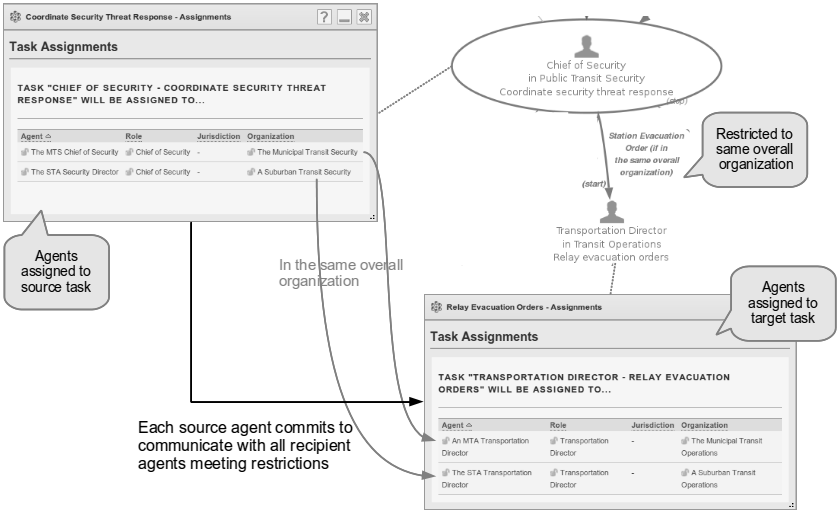 Coordinate Security Threat Response - Assignments
Task Assignments
TASK "CHIEF OF SECURITY - COORDINATE SECURITY THREAT
RESPONSE" WILL BE ASSIGNED TO...
Agent Role Jurisdiction Organization
The MTS Chief of Security Chief of Security - The Municipal Transit Security
The STA Security Director Chief of Security - A Suburban Transit Security
Agents
assigned to
source task
Chief of Security
in Public Transit Security
Coordinate security threat response
(stop)
Station Evacuation
Order (if in
the same overall
organization)
(start)
Restricted to
same overall
organization
Transportation Director
in Transit Operations
Relay evacuation orders
In the same overall
organization
Agents
assigned to
target task
Relay Evacuation Orders - Assignments
Task Assignments
TASK "TRANSPORTATION DIRECTOR - RELAY EVACUATION
ORDERS" WILL BE ASSIGNED TO...
Agent Role Jurisdiction Organization
An MTA Transportation Transportation - The Municipal Transit
Director Director Operations
The STA Transportation Transportation - A Suburban Transit
Director Director Operations
Each source agent commits to
communicate with all recipient
agents meeting restrictions